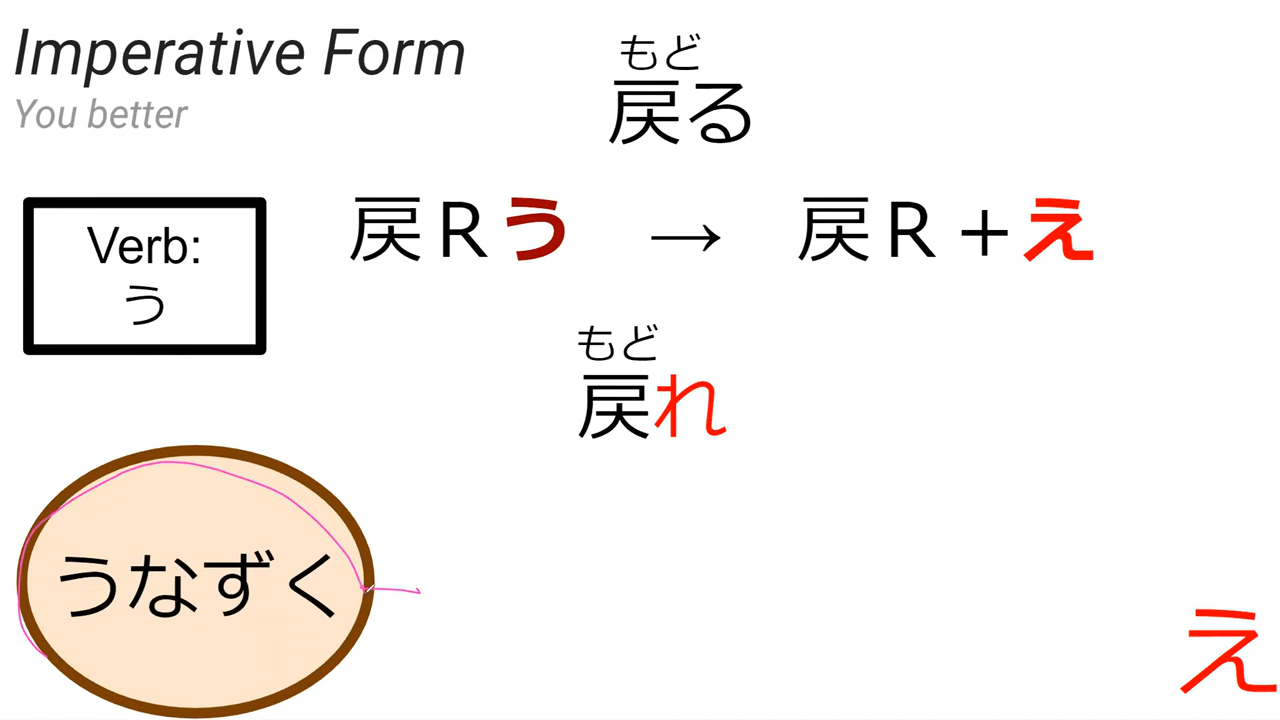 Imperative Form
You better
もど
戻る
Verb:
う
戻Rう → 戻R+え
もど
戻れ
うなずく
え